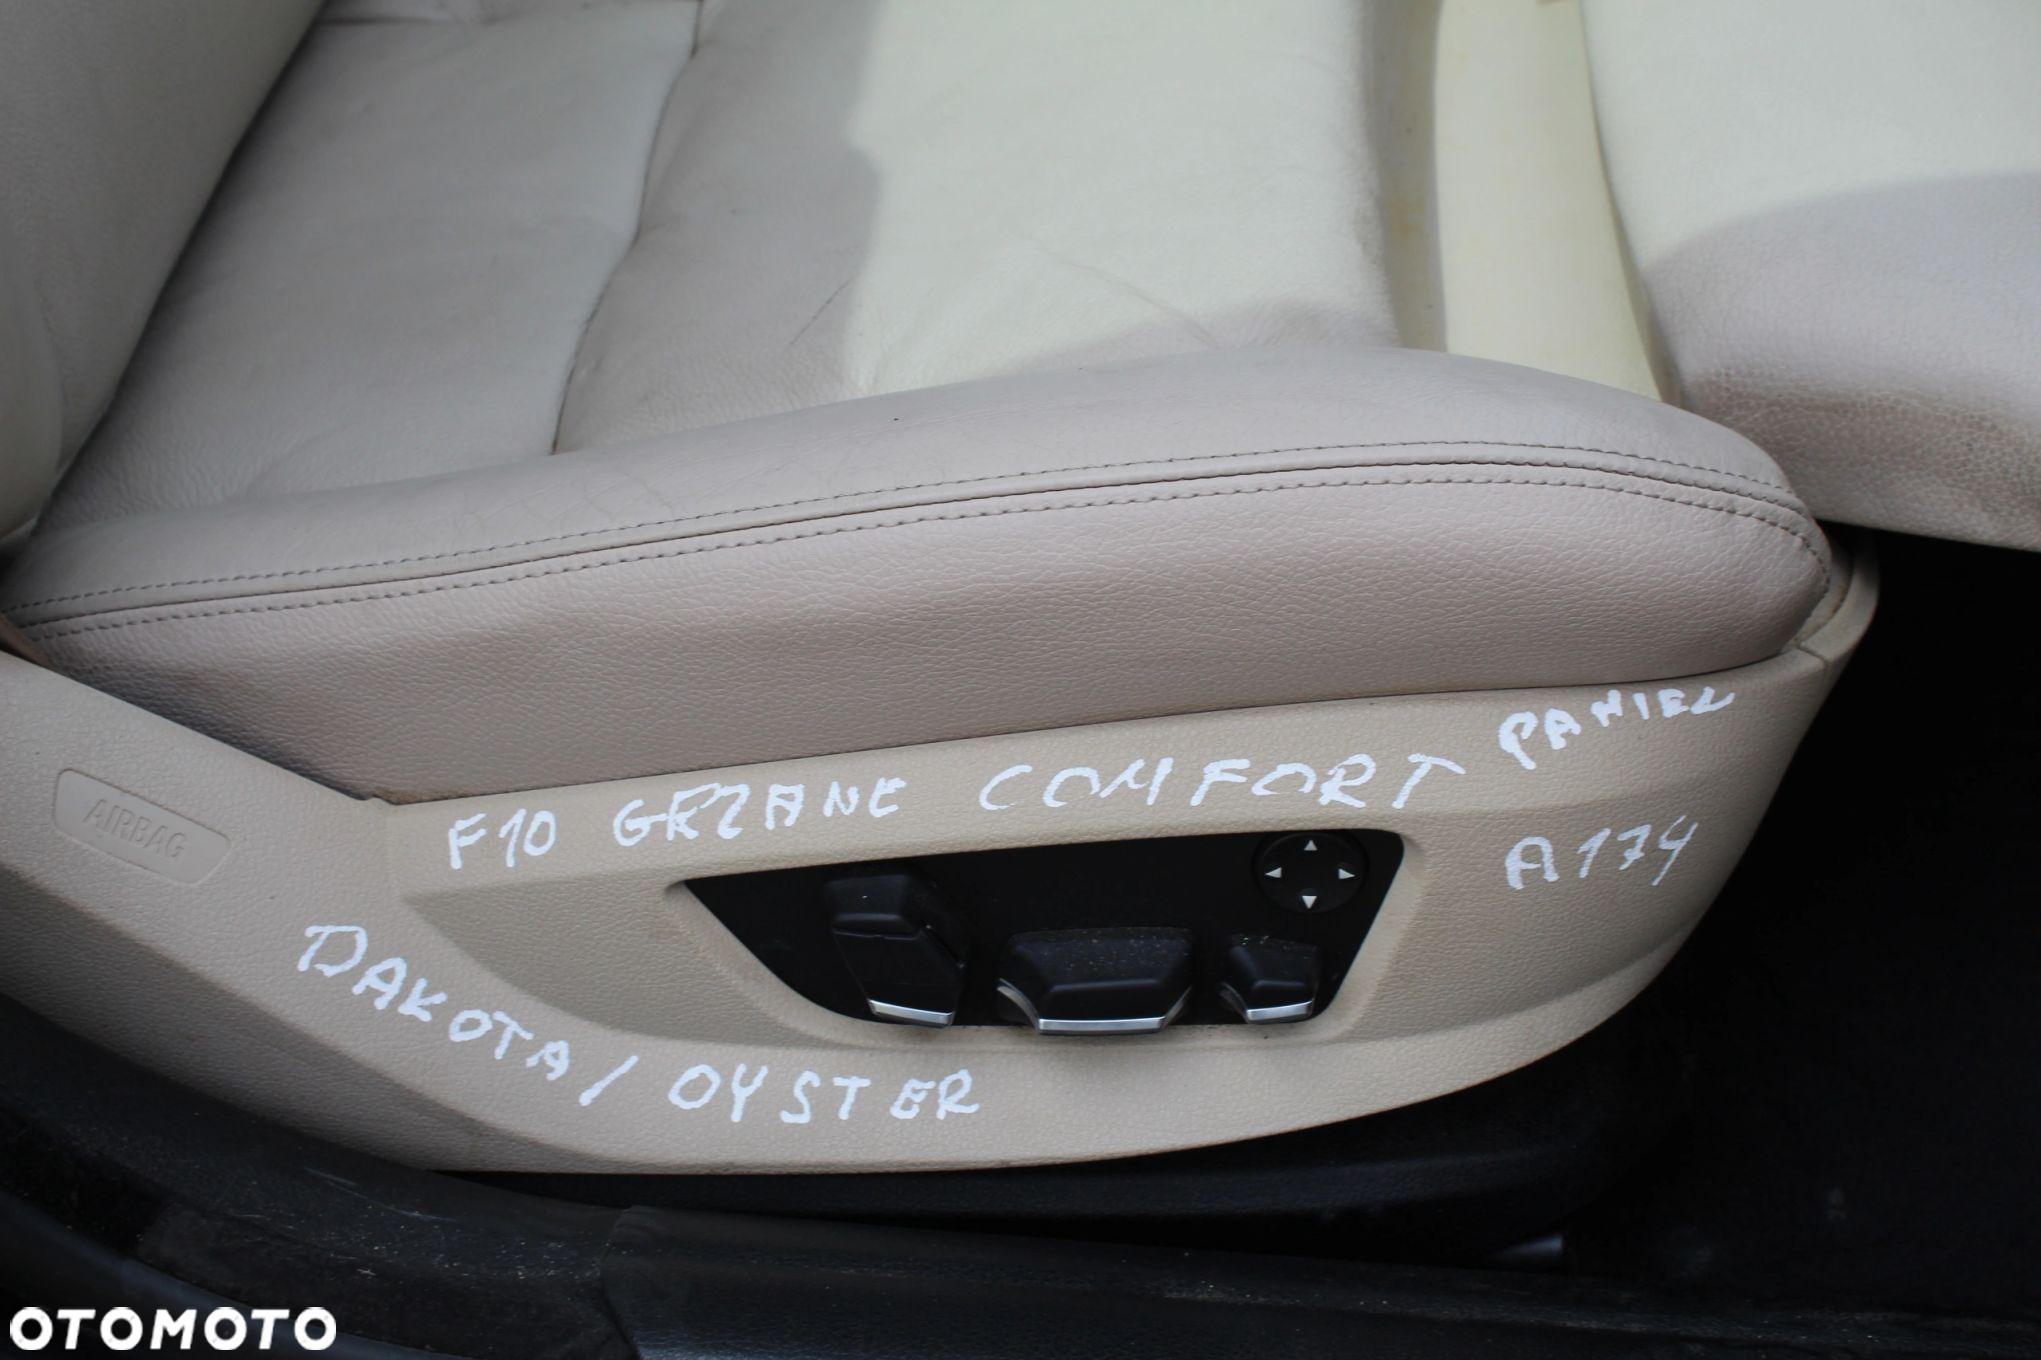 PANIEL
F10 GRZANE COMFORT
A174
AIRBAG
DAKOTA / OYSTER
OTOMOTO